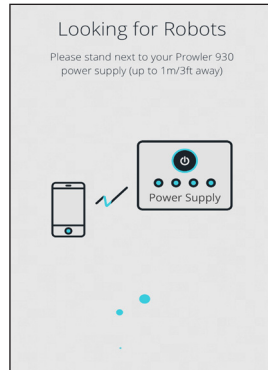 Looking for Robots
Please stand next to your Prowler 930
power supply (up to 1m/3ft away)
Power Supply